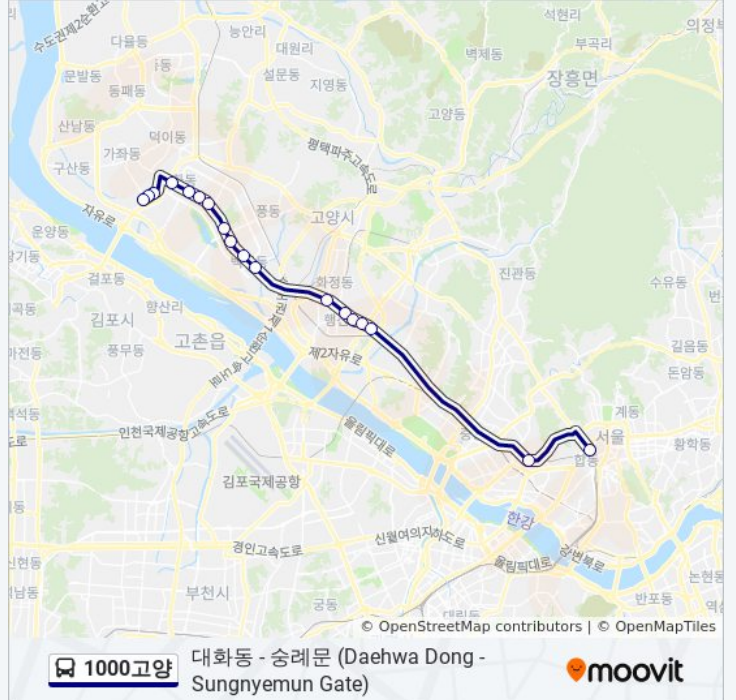 석현리
의정부
수도권제2순환고
다율동
능안리
대원리
벽제동
부곡리
장흥면
문발동
설문동
지영동
동패동
고양동
산남동
덕이동
평택파주고속도로
가좌동
구산동
자유로
풍동
고양시
운양동
진관동
수유동
걸포동
향산리
화정동
김포시
고촌읍
풍무동
제2자유로
길음동
돈암동
계동
인천국제공항고속도로
올림픽대로
서울
황학동
합동
김포국제공항
한강
신월여의지하도로
경인고속도로
올림픽대로
강변북로
논현동
부천시
궁동
반포동
대림동
© OpenStreetMap contributors | © OpenMapTiles
1000고양
대화동 - 숭례문 (Daehwa Dong -
Sungnyemun Gate)
moovit